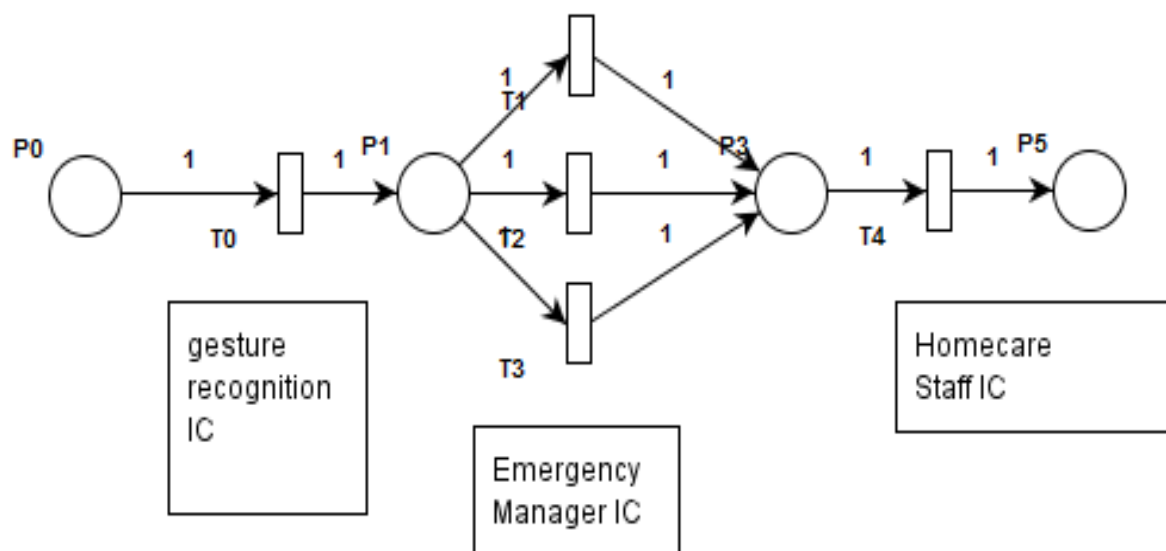 P0
1
T0
1
P1
1
T1
1
1
T2
1
1
T3
1
P3
1
T4
1
P5
gesture
recognition
IC
Emergency
Manager IC
Homecare
Staff IC